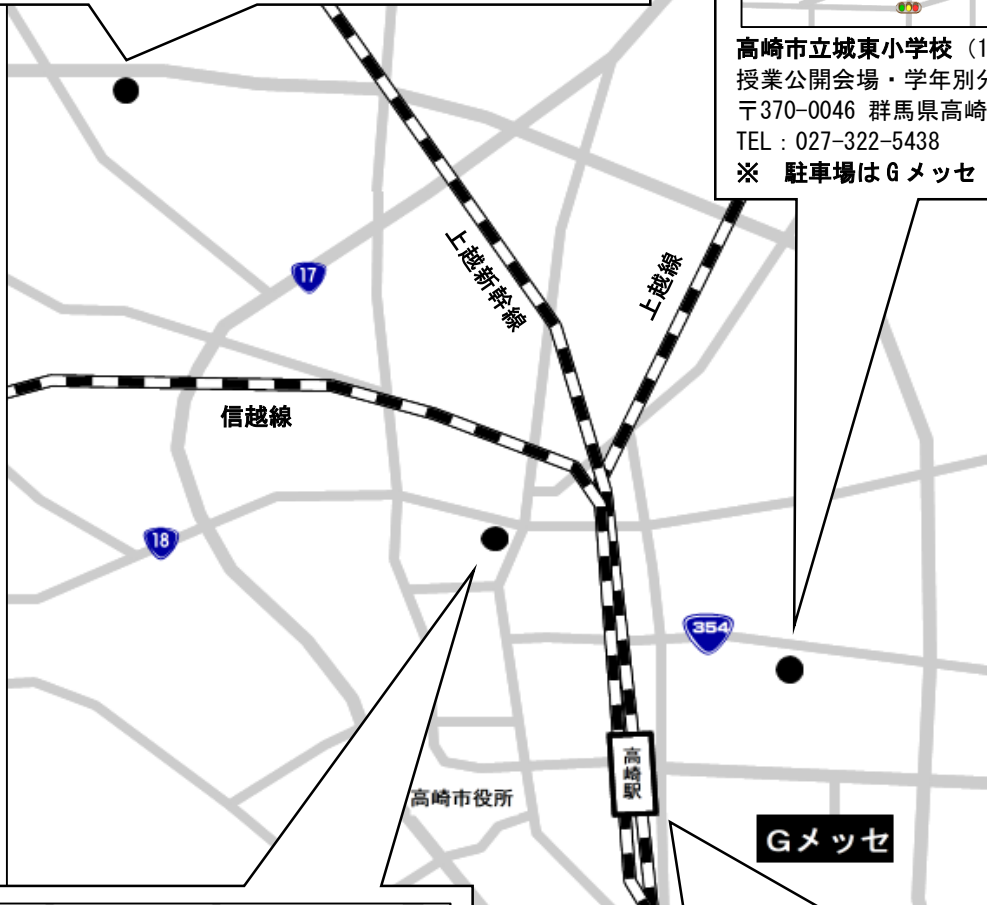 高崎市立城東小学校（1
授業公開会場・学年別分
〒370-0046 群馬県高崎
TEL：027-322-5438
※　駐車場はＧメッセ
17
上越新幹線
上越線
信越線
18
354
高崎駅
高崎市役所
Gメッセ